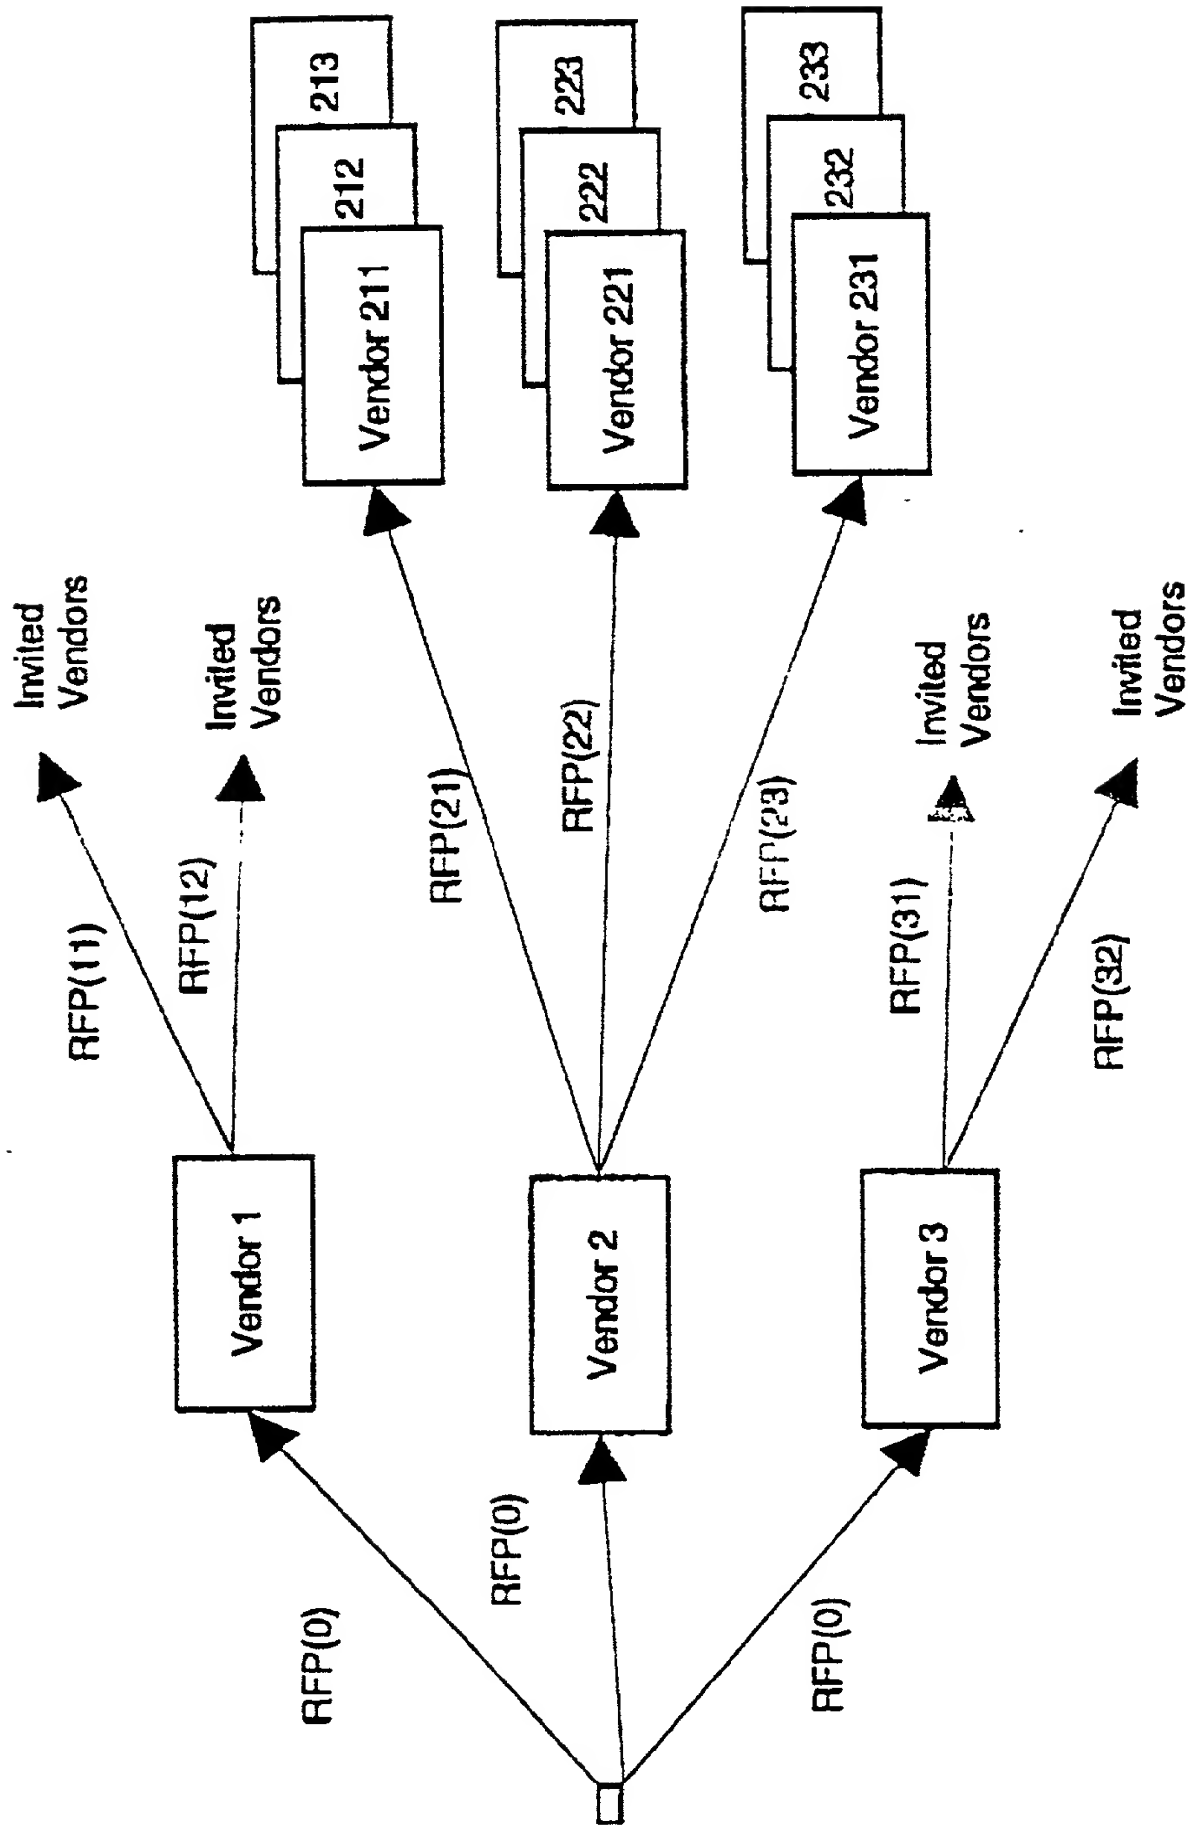 RFP(0)
RFP(0)
RFP(0)
Vendor 1
Vendor 2
Vendor 3
RFP(11)
RFP(12)
RFP(21)
RFP(22)
RFP(23)
RFP(31)
RFP(32)
Invited
Vendors
Invited
Vendors
Vendor 211
212
213
Vendor 221
222
223
Vendor 231
232
233
Invited
Vendors
Invited
Vendors